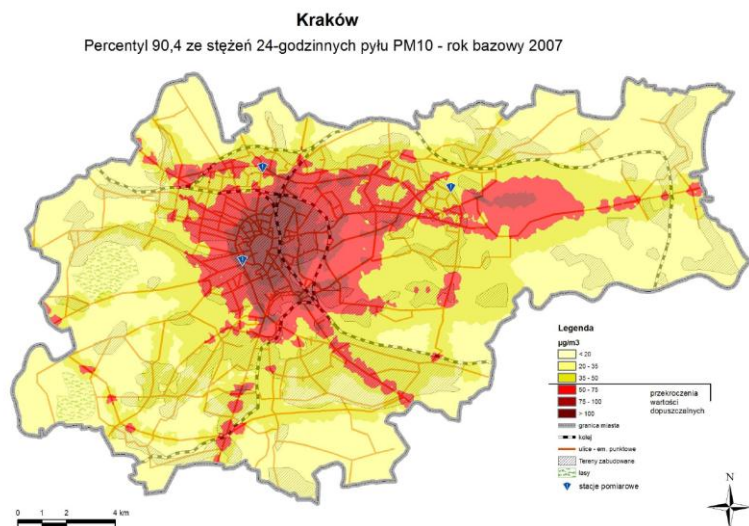 Kraków
Percentyl 90,4 ze stężeń 24-godzinnych pyłu PM10 - rok bazowy 2007
Legenda
µg/m3
< 20
20 - 35
35 - 50
50 - 75
75 - 100
> 100
przekroczenia
wartości
dopuszczalnych
granica miasta
kolej
ulice - em. punktowe
Tereny zabudowane
lasy
stacje pomiarowe
N
0 1 2 4 km